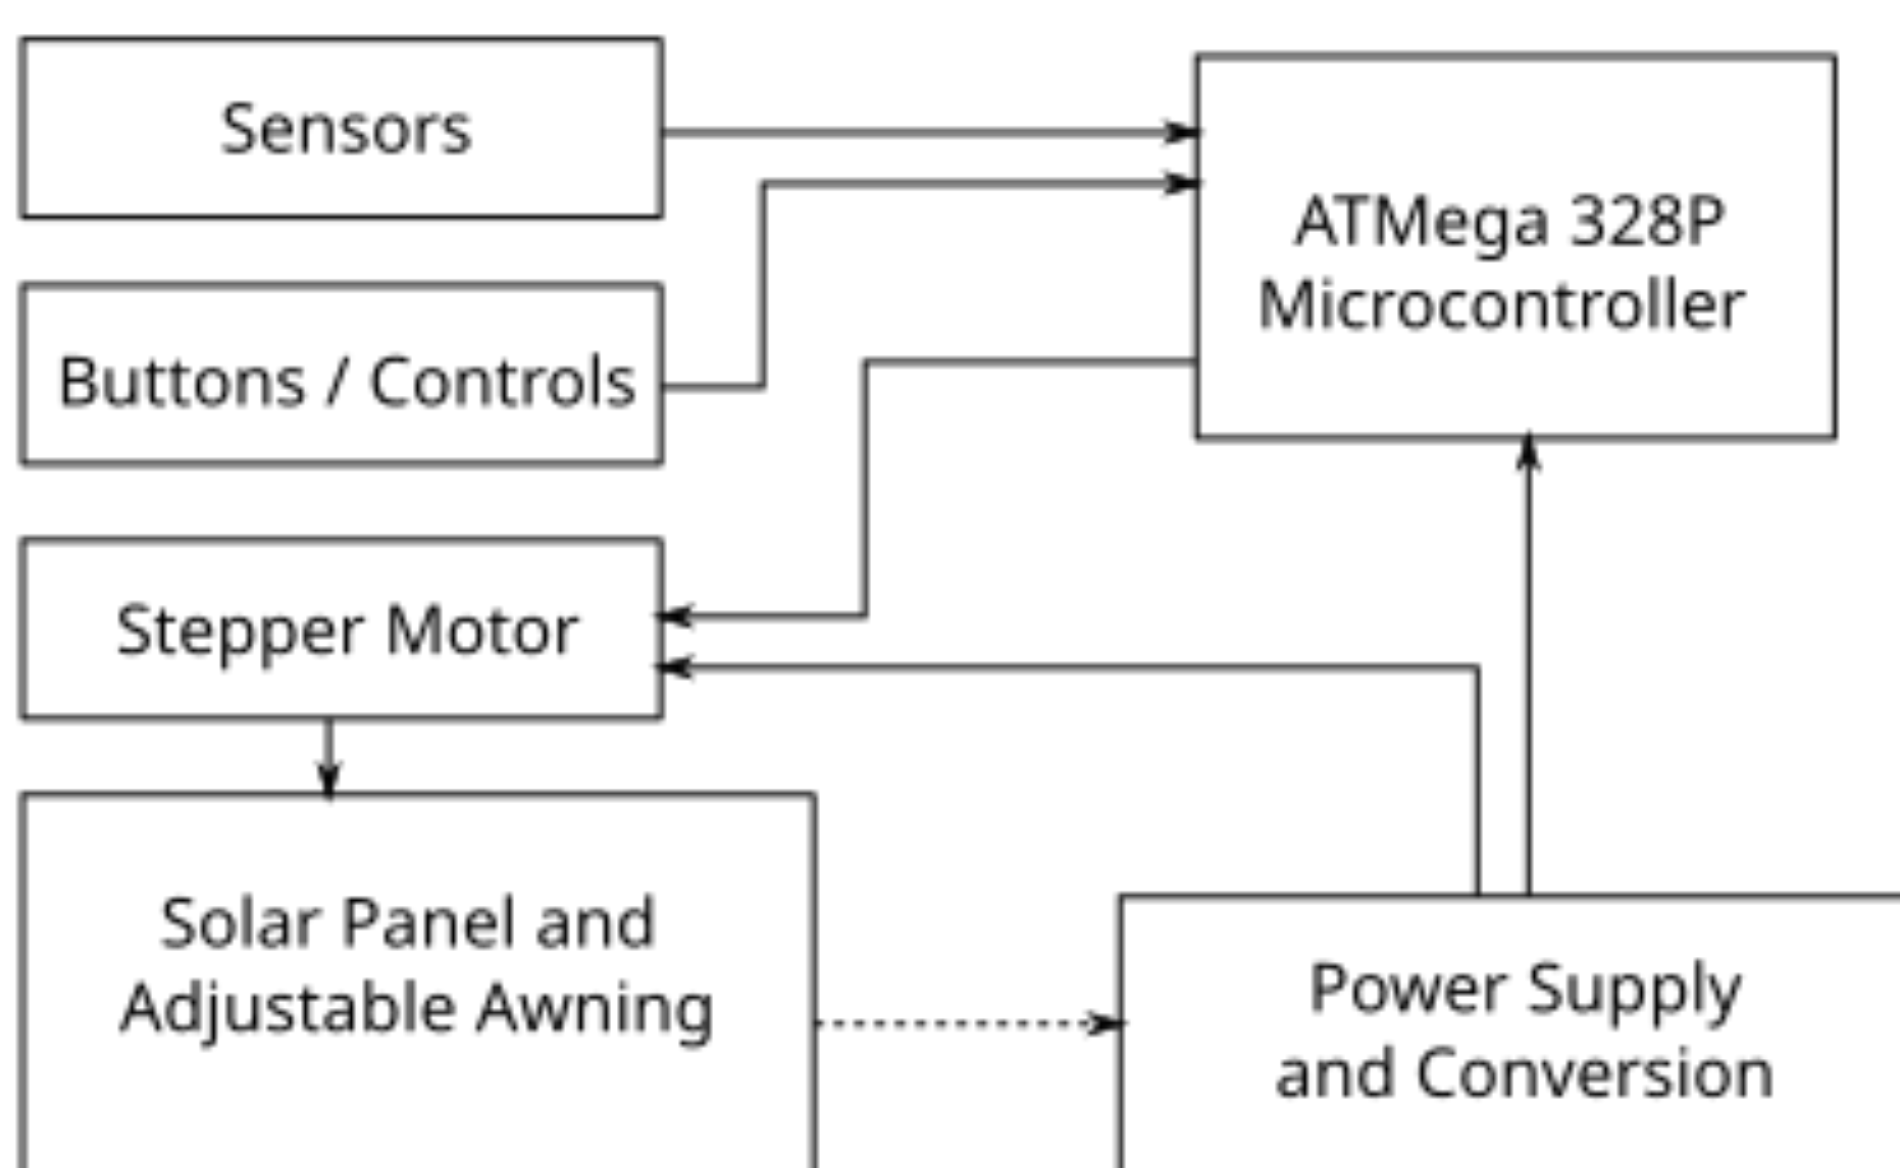 Sensors
ATMega 328P
Microcontroller
Buttons / Controls
Stepper Motor
Solar Panel and
Adjustable Awning
Power Supply
and Conversion